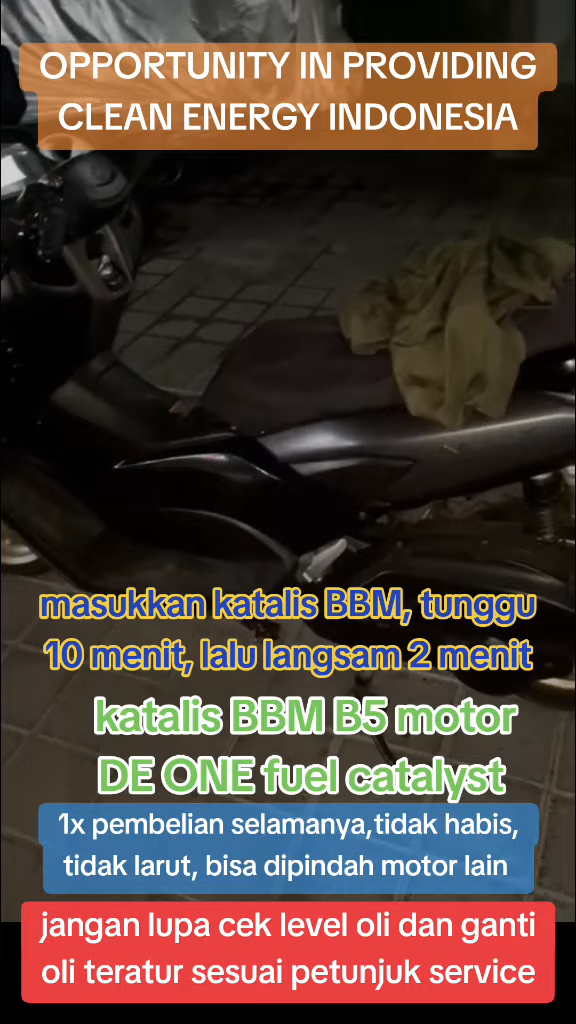 OPPORTUNITY IN PROVIDING
CLEAN ENERGY INDONESIA
masukkan katalis BBM, tunggu
10 menit, lalu langsam 2 menit
katalis BBM B5 motor
DE ONE fuel catalyst
1x pembelian selamanya,tidak habis,
tidak larut, bisa dipindah motor lain
jangan lupa cek level oli dan ganti
oli teratur sesuai petunjuk service